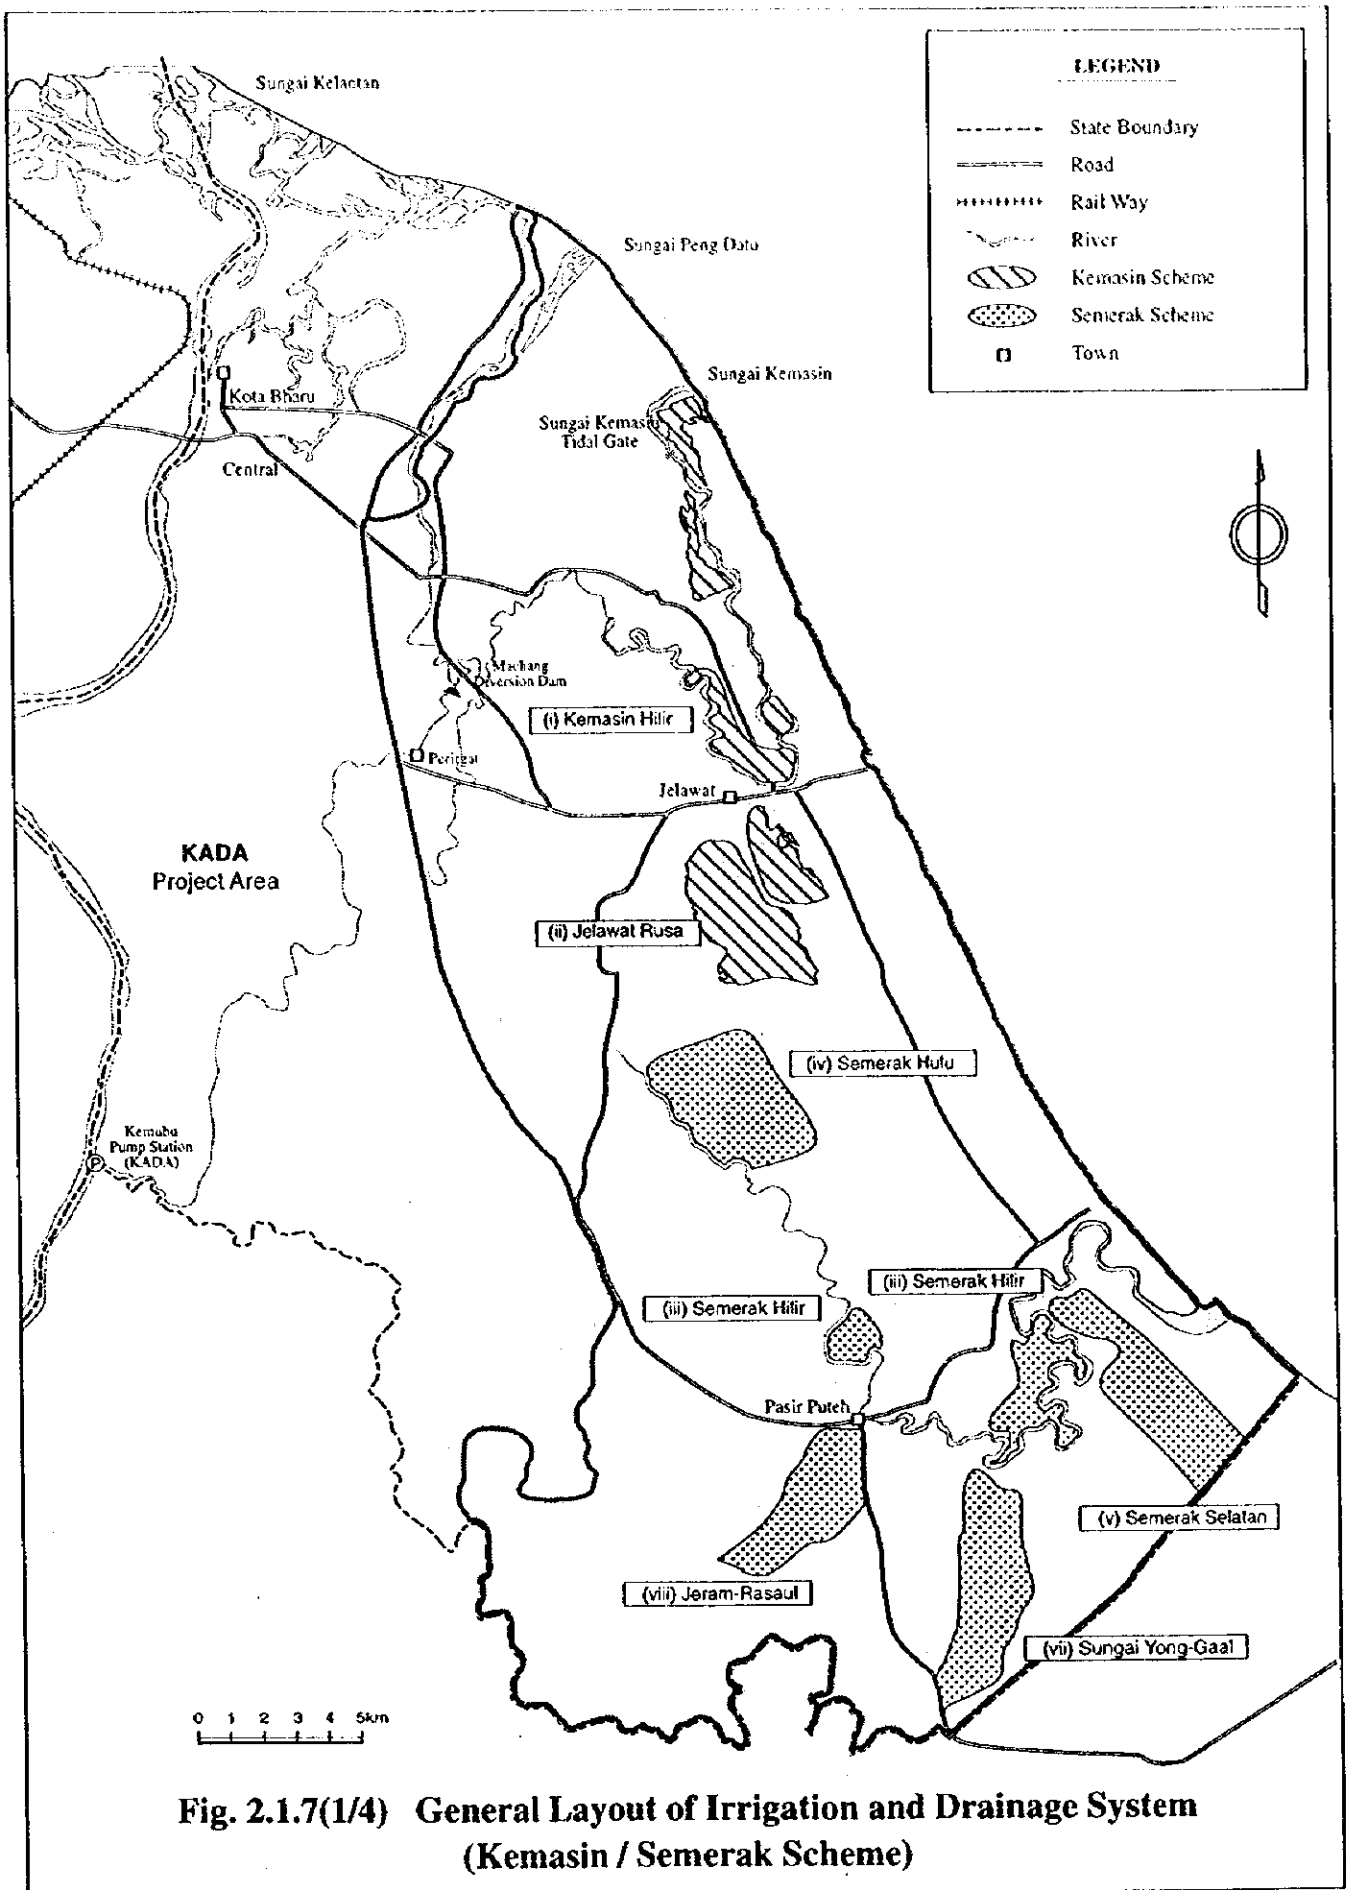 LEGEND
State Boundary
Road
Rail Way
River
Kemasin Scheme
Semerak Scheme
Town
Sungai Kelaetan
Sungai Peng Datu
Sungai Kemasin
Sungai Kemasin
Tidal Gate
Kota Bharu
Central
Machang
Diversion Dam
(i) Kemasin Hilir
Peringat
Jelawat
KADA
Project Area
(ii) Jelawat Rusa
(iv) Semerak Hulu
Kemubu
Pump Station
(KADA)
P
(iii) Semerak Hilir
(iii) Semerak Hilir
Pasir Puteh
(v) Semerak Selatan
(viii) Jeram-Rasaul
(vii) Sungai Yong-Gaal
0 1 2 3 4 5km
Fig. 2.1.7(1/4) General Layout of Irrigation and Drainage System
(Kemasin / Semerak Scheme)